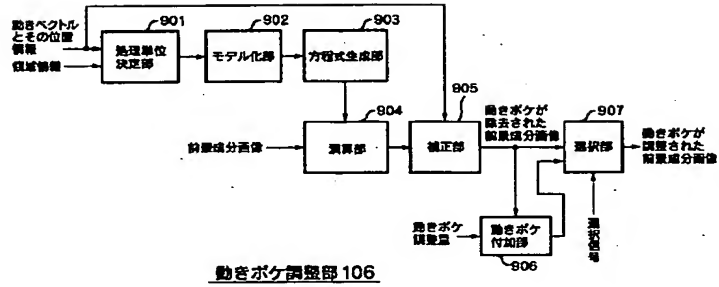 動きベクトル
とその位置
情報
領域情報
901
処理単位
決定部
902
モデル化部
903
方程式生成部
904
演算部
前景成分画像
905
補正部
動きボケが
除去された
前景成分画像
907
選択部
動きボケが
調整された
前景成分画像
動きボケ
調整量
動きボケ
付加部
906
選択信号
動きボケ調整部106